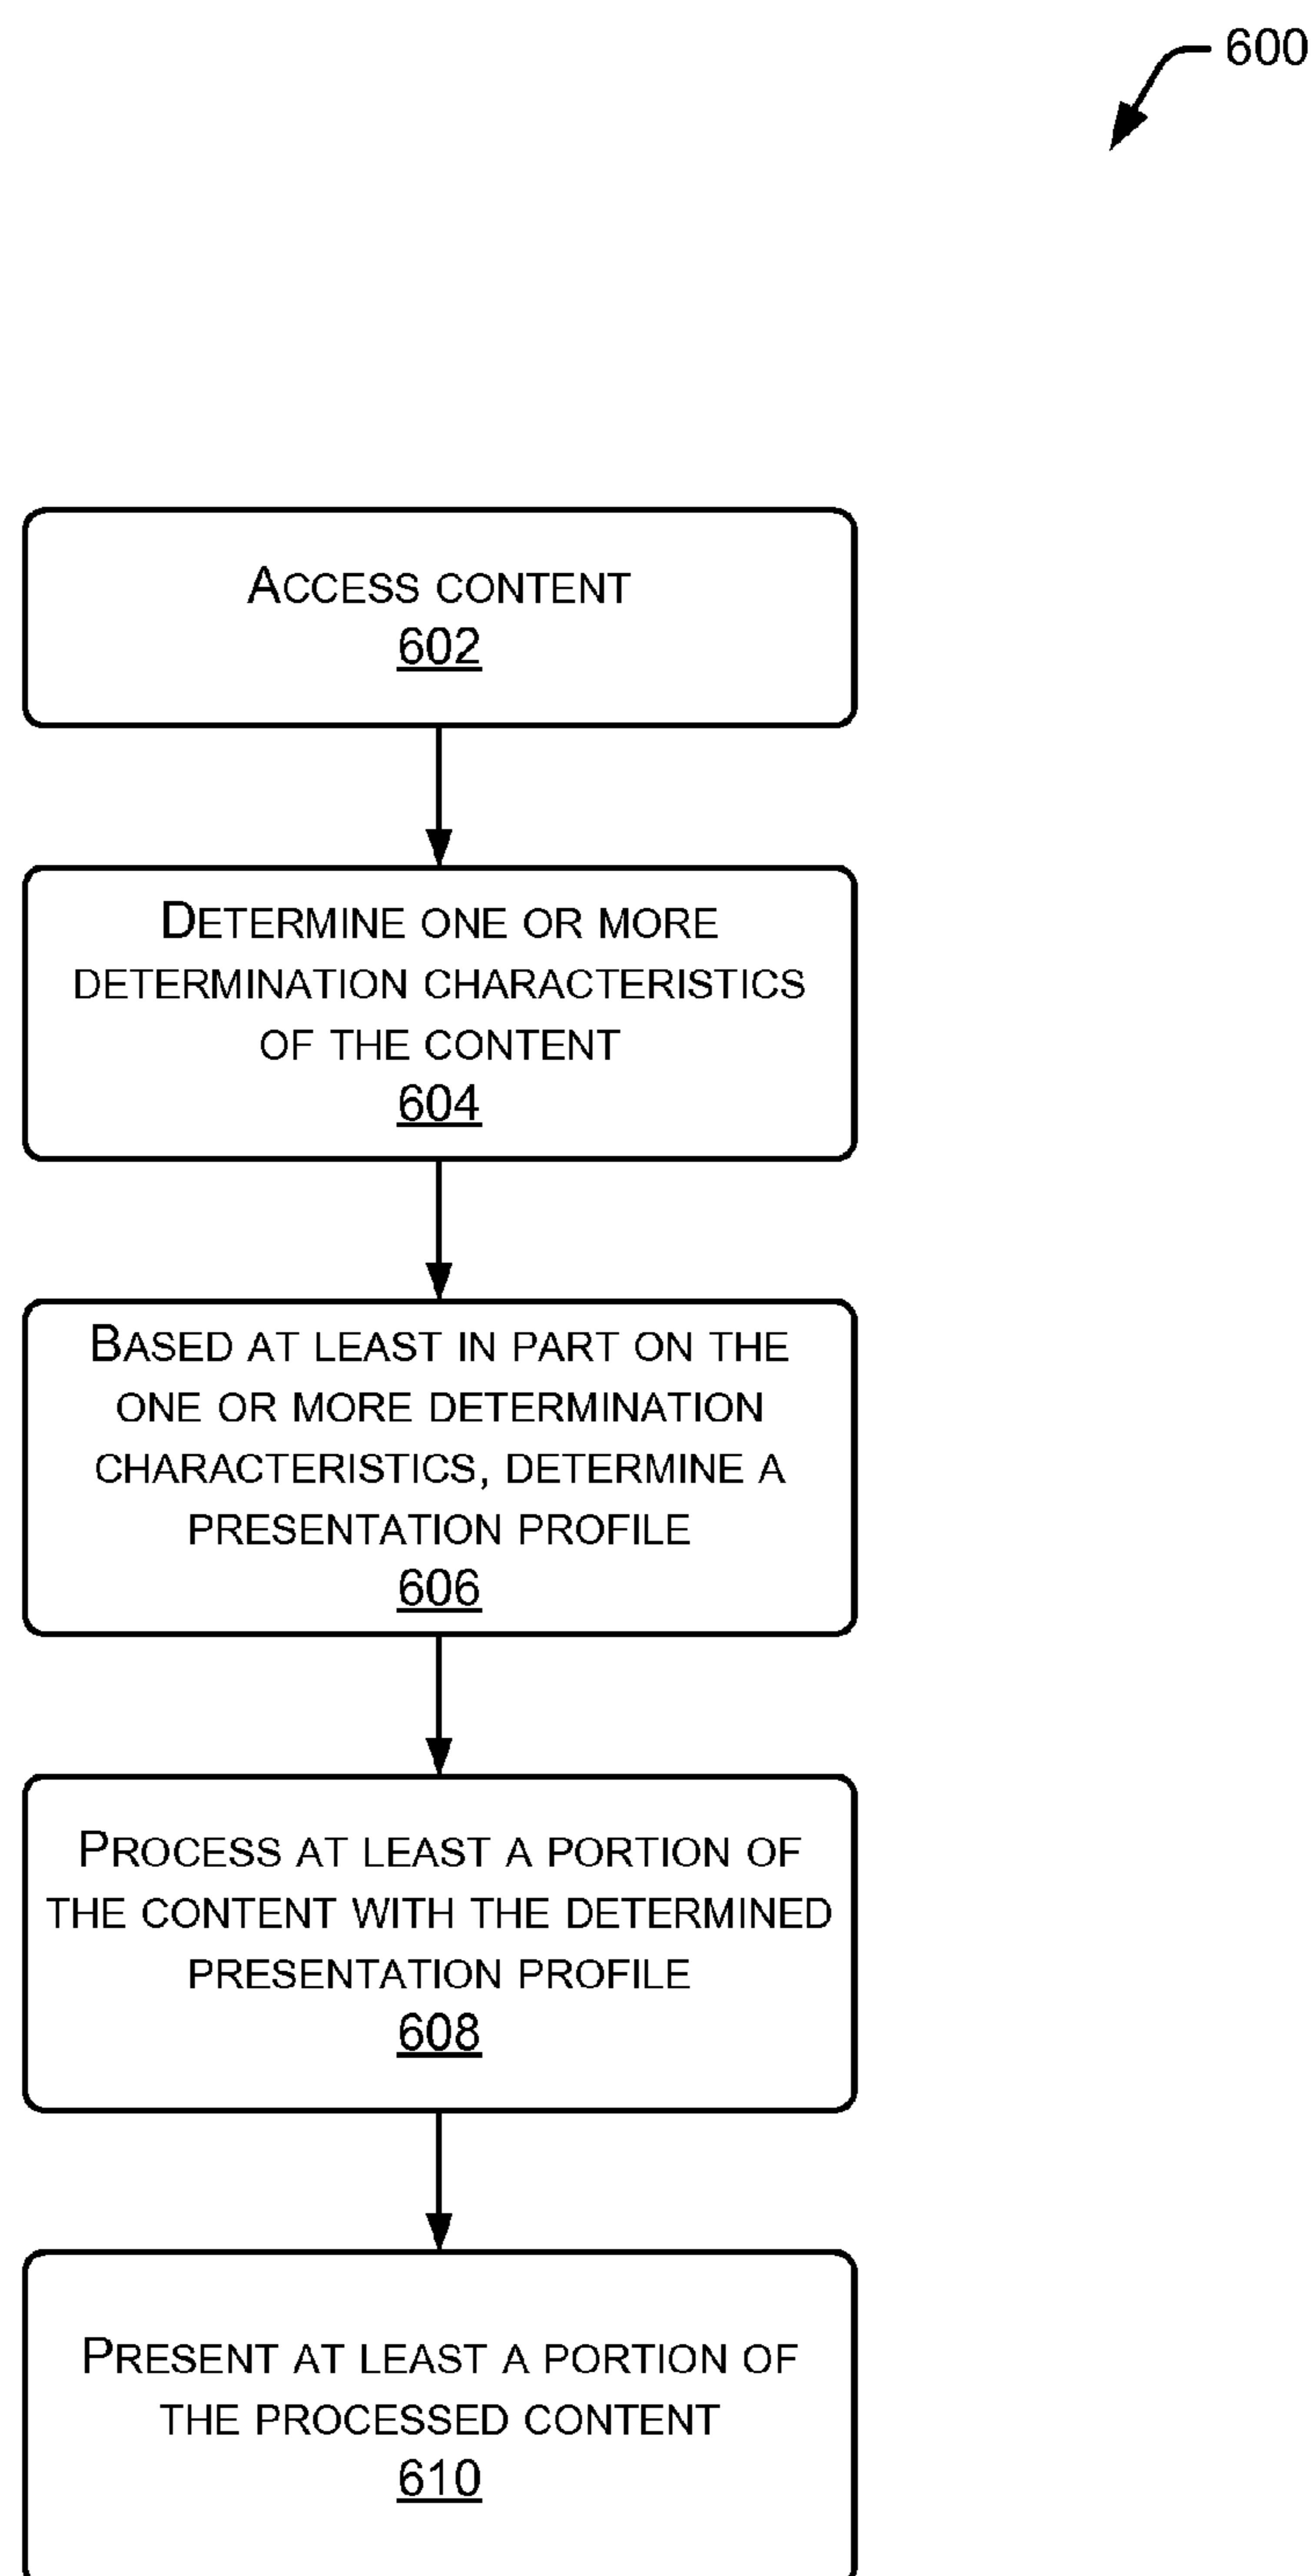 600
ACCESS CONTENT
602
DETERMINE ONE OR MORE
DETERMINATION CHARACTERISTICS
OF THE CONTENT
604
BASED AT LEAST IN PART ON THE
ONE OR MORE DETERMINATION
CHARACTERISTICS, DETERMINE A
PRESENTATION PROFILE
606
PROCESS AT LEAST A PORTION OF
THE CONTENT WITH THE DETERMINED
PRESENTATION PROFILE
608
PRESENT AT LEAST A PORTION OF
THE PROCESSED CONTENT
610